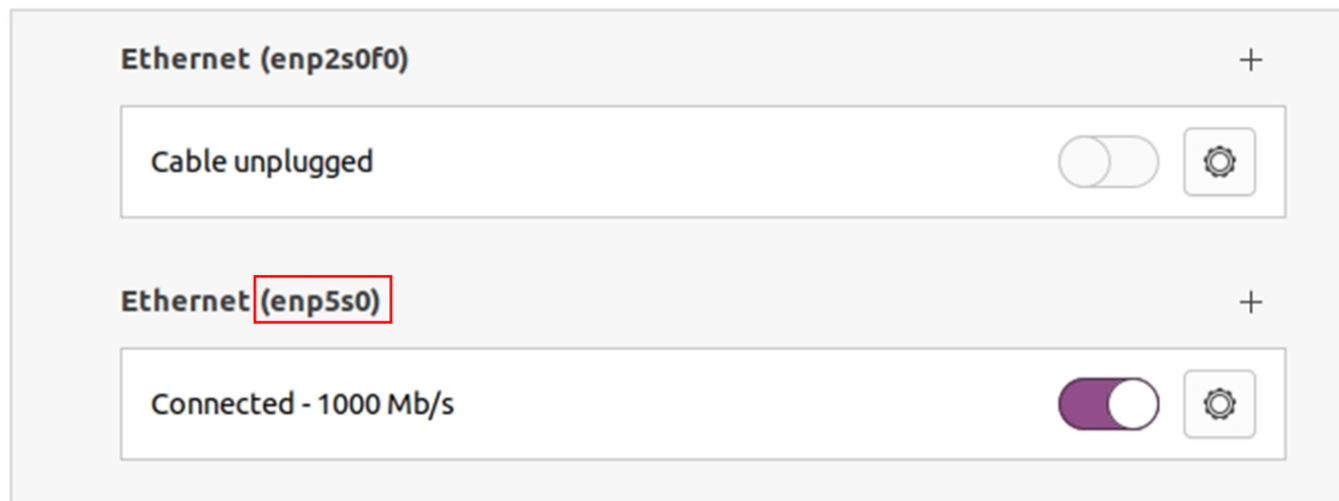 Ethernet (enp2s0f0)
Cable unplugged
Ethernet (enp5s0)
Connected - 1000 Mb/s